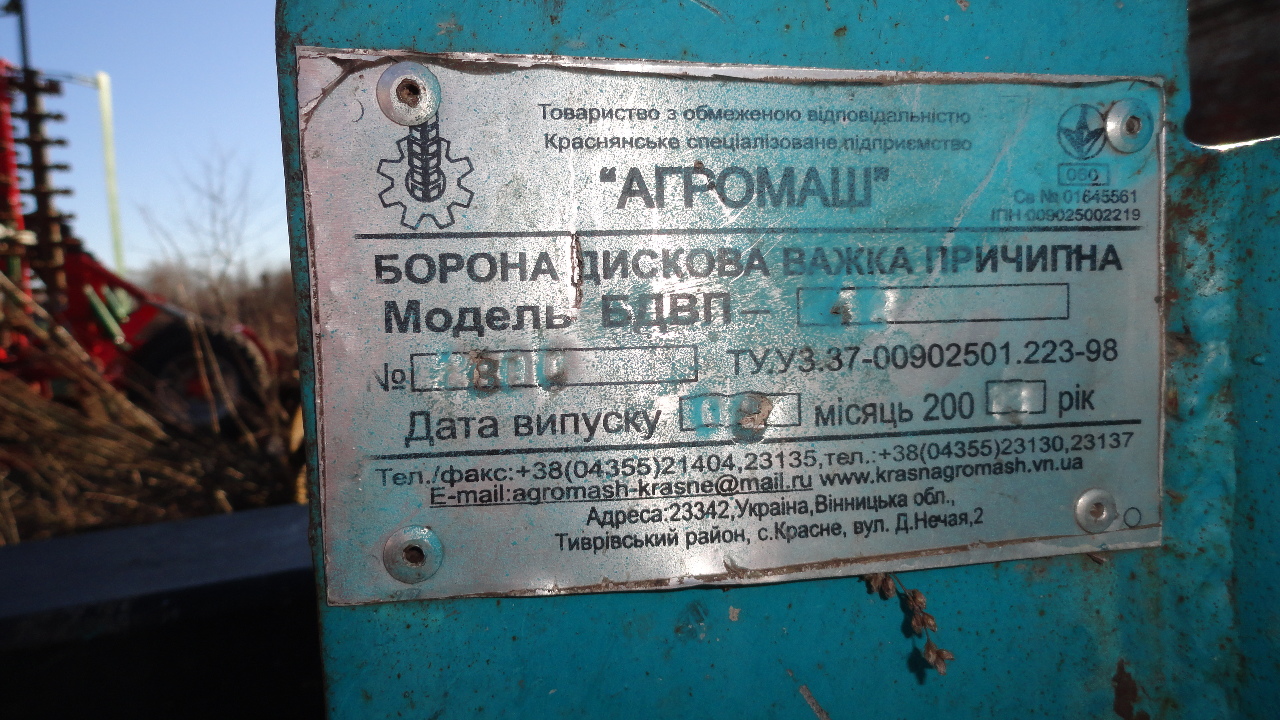 Товариство з обмеженою відповідальністю
Краснянське спеціалізоване підприємство
"АГРОМАШ"
060
Св № 01645561
ІПН 009025002219
БОРОНА ДИСКОВА ВАЖКА ПРИЧИПНА
Модель БДВП–
№ ТУ.УЗ.37-00902501.223-98
Дата випуску місяць 200 рік
Тел./факс:+38(04355)21404,23135,тел.:+38(04355)23130,23137
E-mail:agromash-krasne@mail.ru www.krasnagromash.vn.ua
Адреса:23342,Україна,Вінницька обл.,
Тиврівський район, с.Красне, вул. Д.Нечая,2